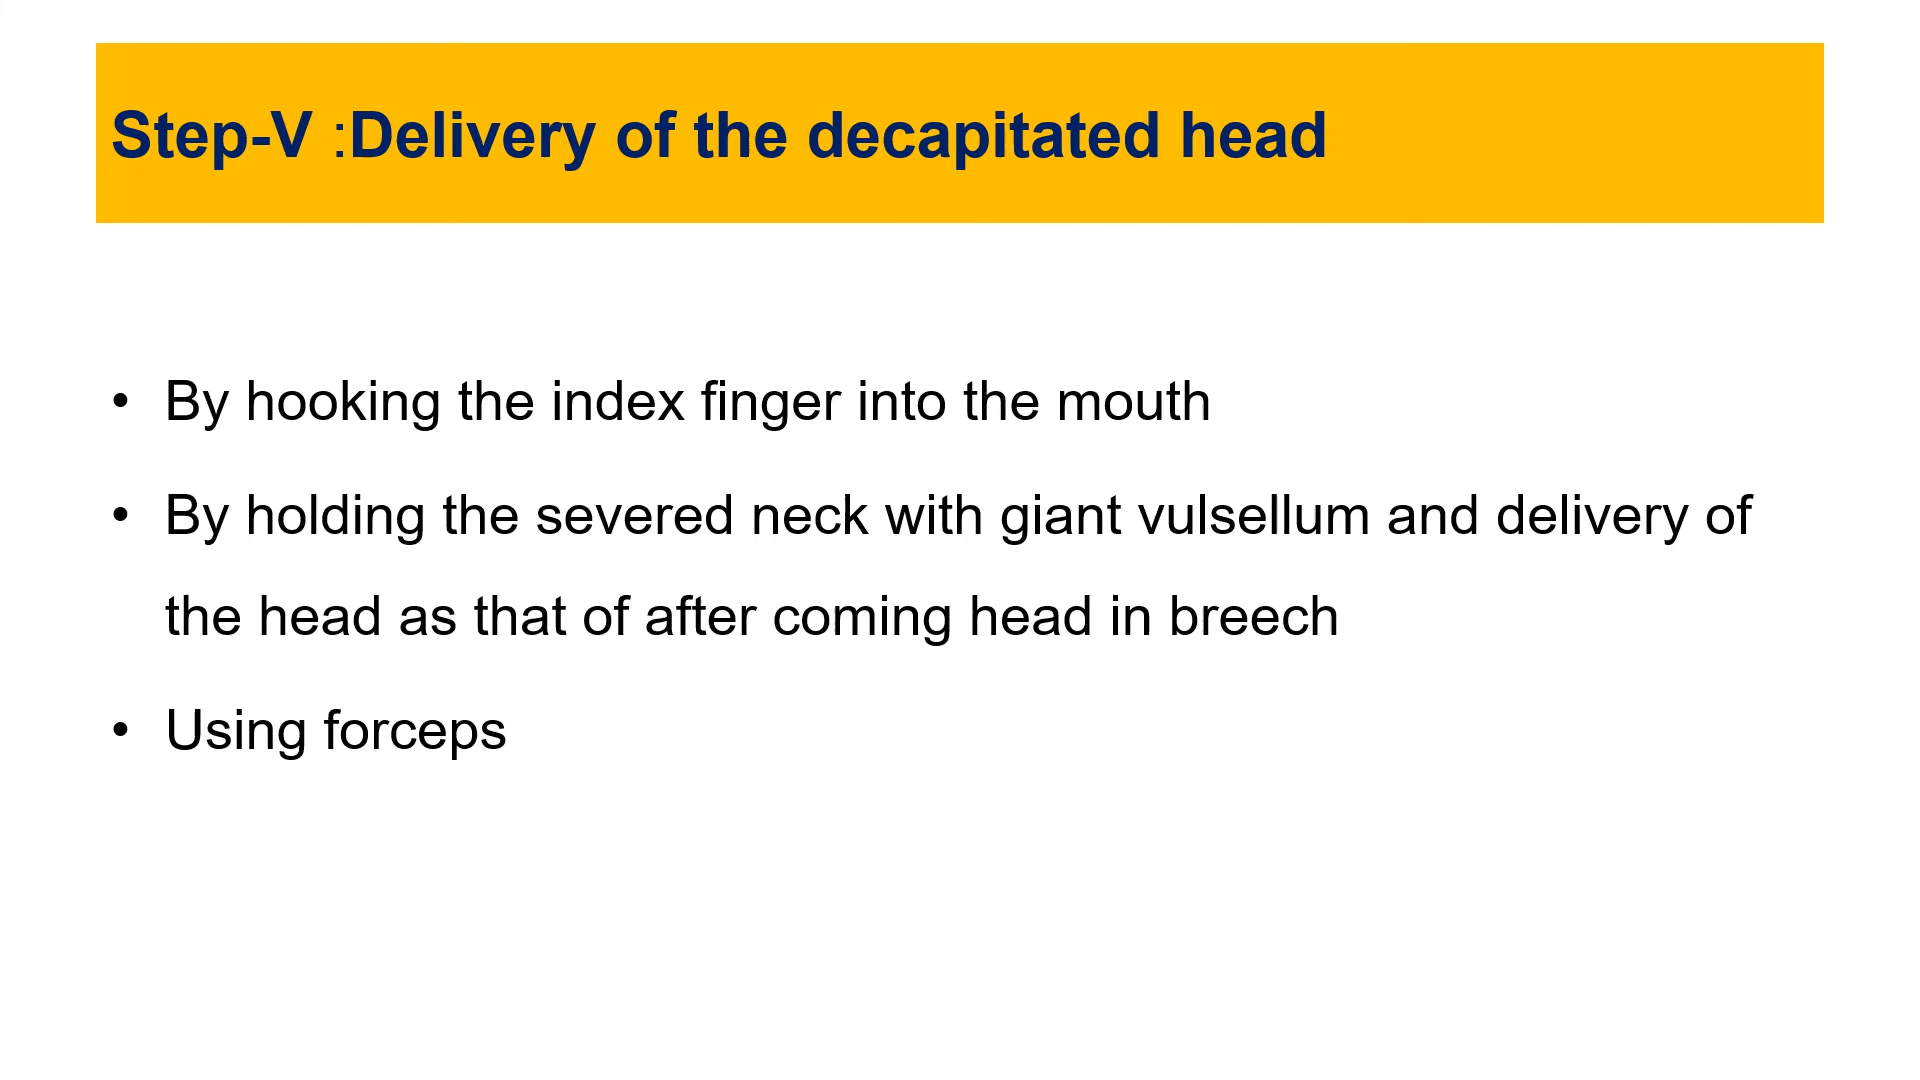 Step-V :Delivery of the decapitated head
• By hooking the index finger into the mouth
• By holding the severed neck with giant vulsellum and delivery of
the head as that of after coming head in breech
• Using forceps